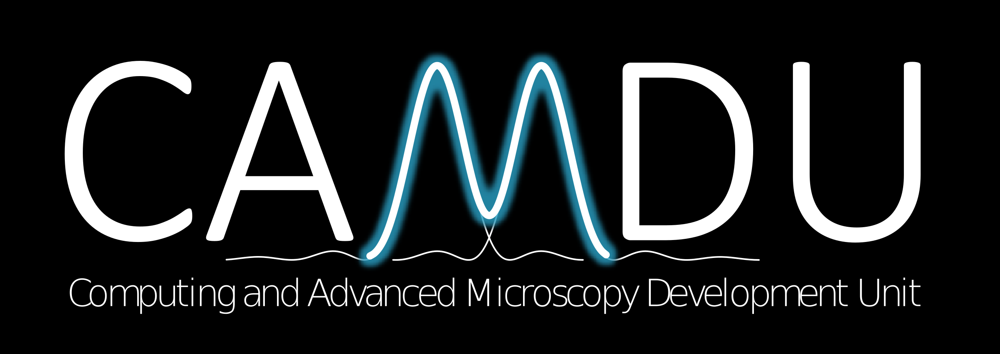 CAMDU
Computing and Advanced Microscopy Development Unit